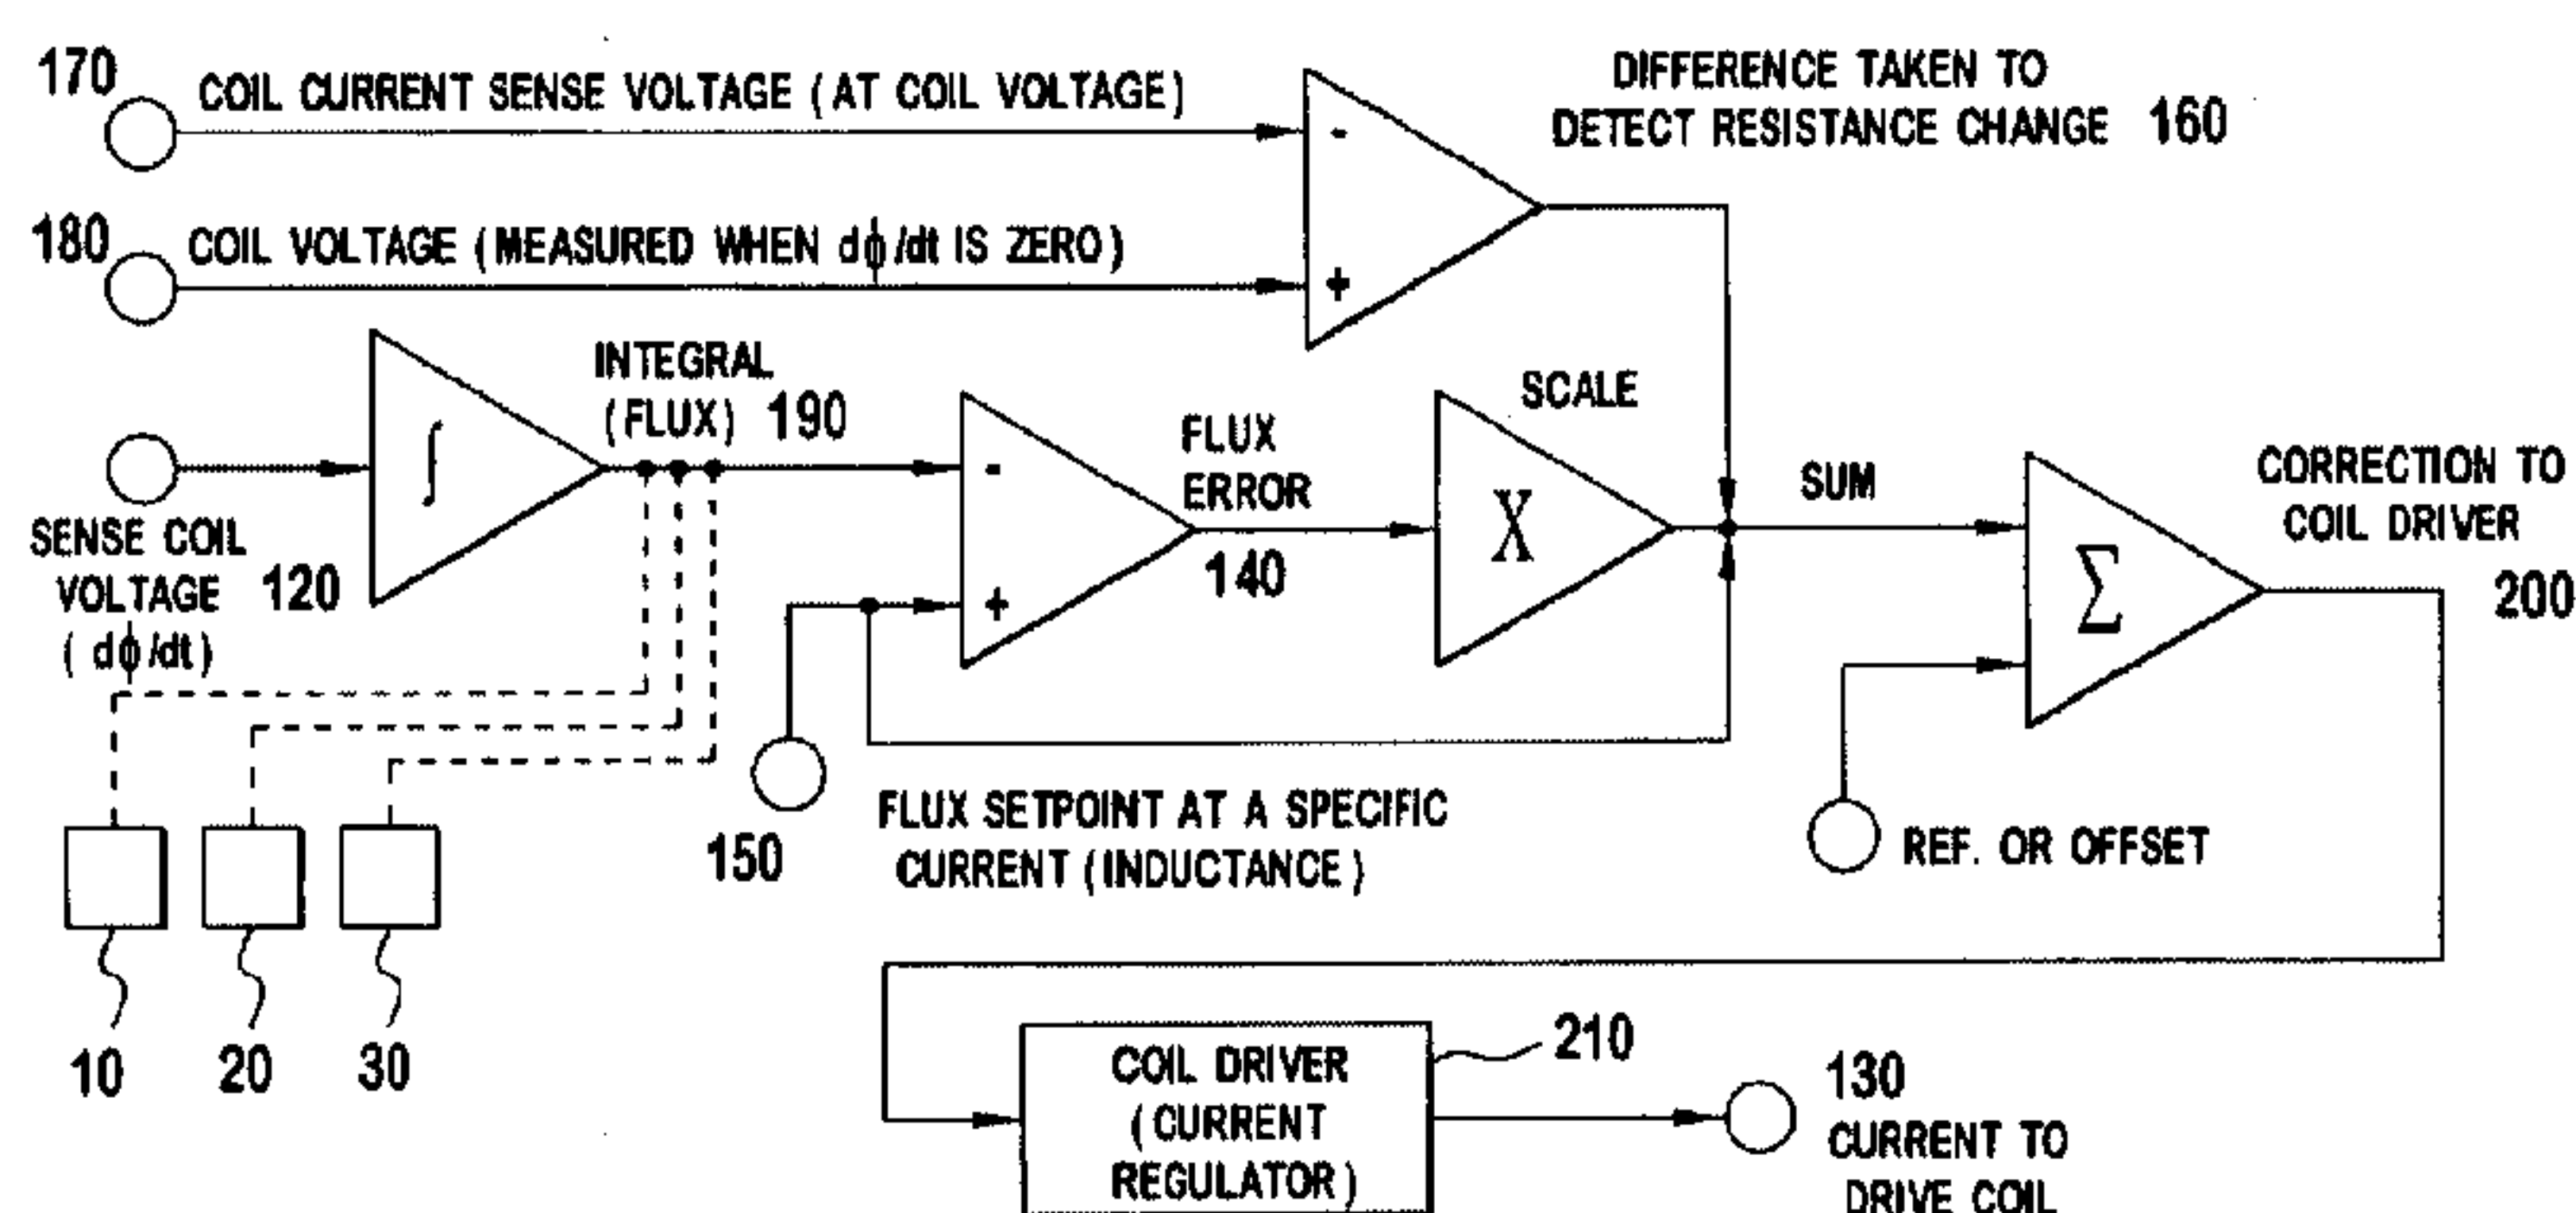 170
COIL CURRENT SENSE VOLTAGE (AT COIL VOLTAGE)
-
DIFFERENCE TAKEN TO
DETECT RESISTANCE CHANGE 160
180
COIL VOLTAGE (MEASURED WHEN dϕ/dt IS ZERO)
+
∫
INTEGRAL
(FLUX) 190
SENSE COIL
VOLTAGE 120
(dϕ/dt)
-
+
FLUX
ERROR
140
SCALE
X
SUM
Σ
CORRECTION TO
COIL DRIVER
200
150
FLUX SETPOINT AT A SPECIFIC
CURRENT (INDUCTANCE)
REF. OR OFFSET
10
20
30
COIL DRIVER
(CURRENT
REGULATOR)
210
130
CURRENT TO
DRIVE COIL